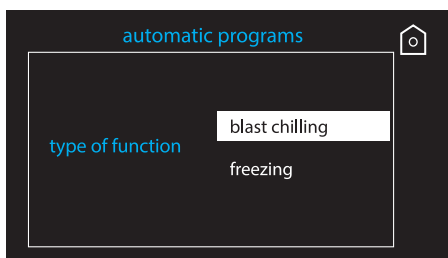 automatic programs
type of function
blast chilling
freezing